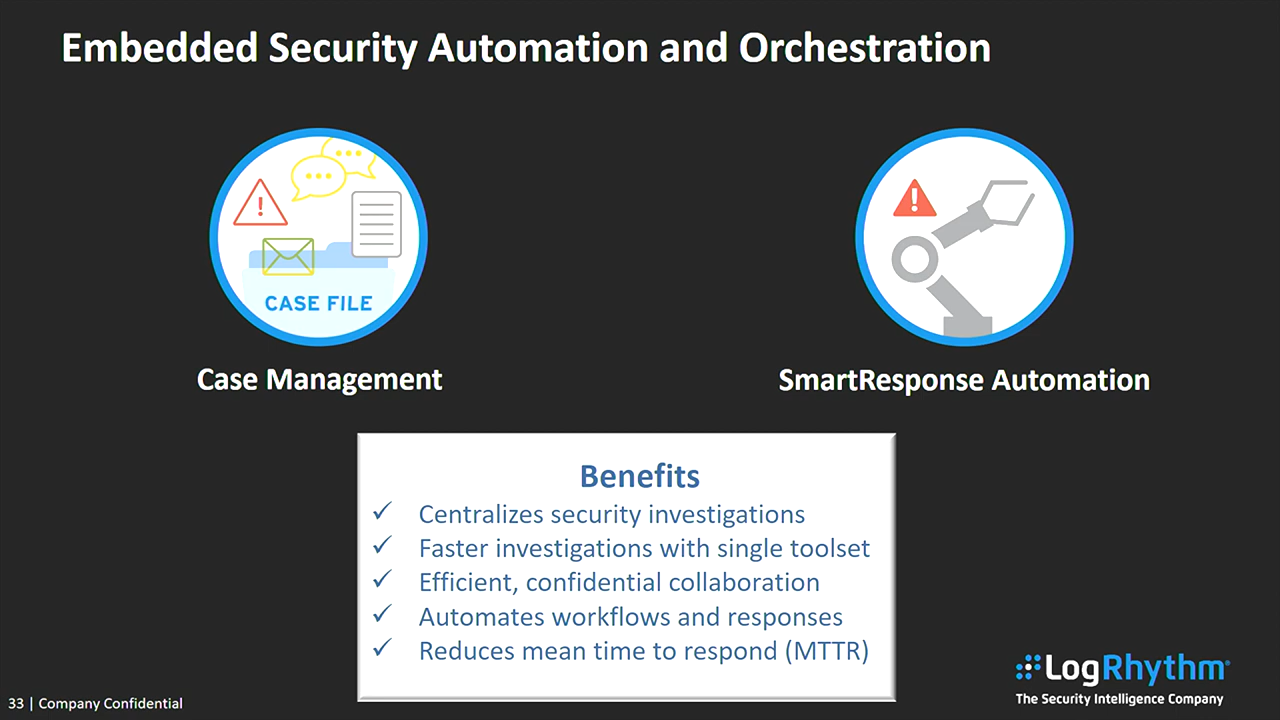 Embedded Security Automation and Orchestration
CASE FILE
Case Management
SmartResponse Automation
Benefits
✓ Centralizes security investigations
✓ Faster investigations with single toolset
✓ Efficient, confidential collaboration
✓ Automates workflows and responses
✓ Reduces mean time to respond (MTTR)
LogRhythm
The Security Intelligence Company
33 | Company Confidential